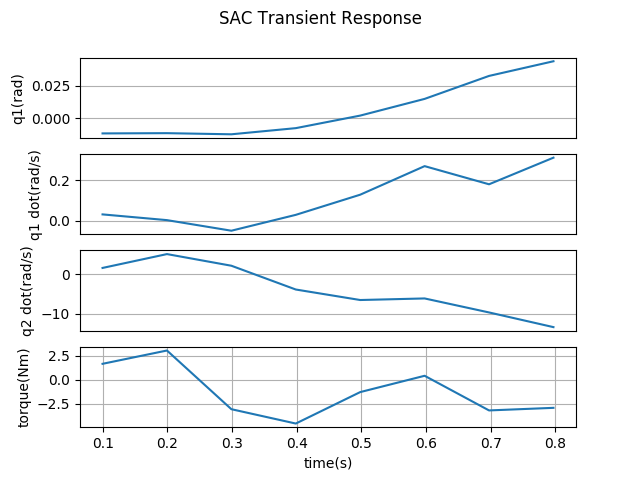 SAC Transient Response
q1(rad)
0.025
0.000
q1 dot(rad/s)
0.2
0.0
q2 dot(rad/s)
0
−10
torque(Nm)
2.5
0.0
−2.5
0.1 0.2 0.3 0.4 0.5 0.6 0.7 0.8
time(s)